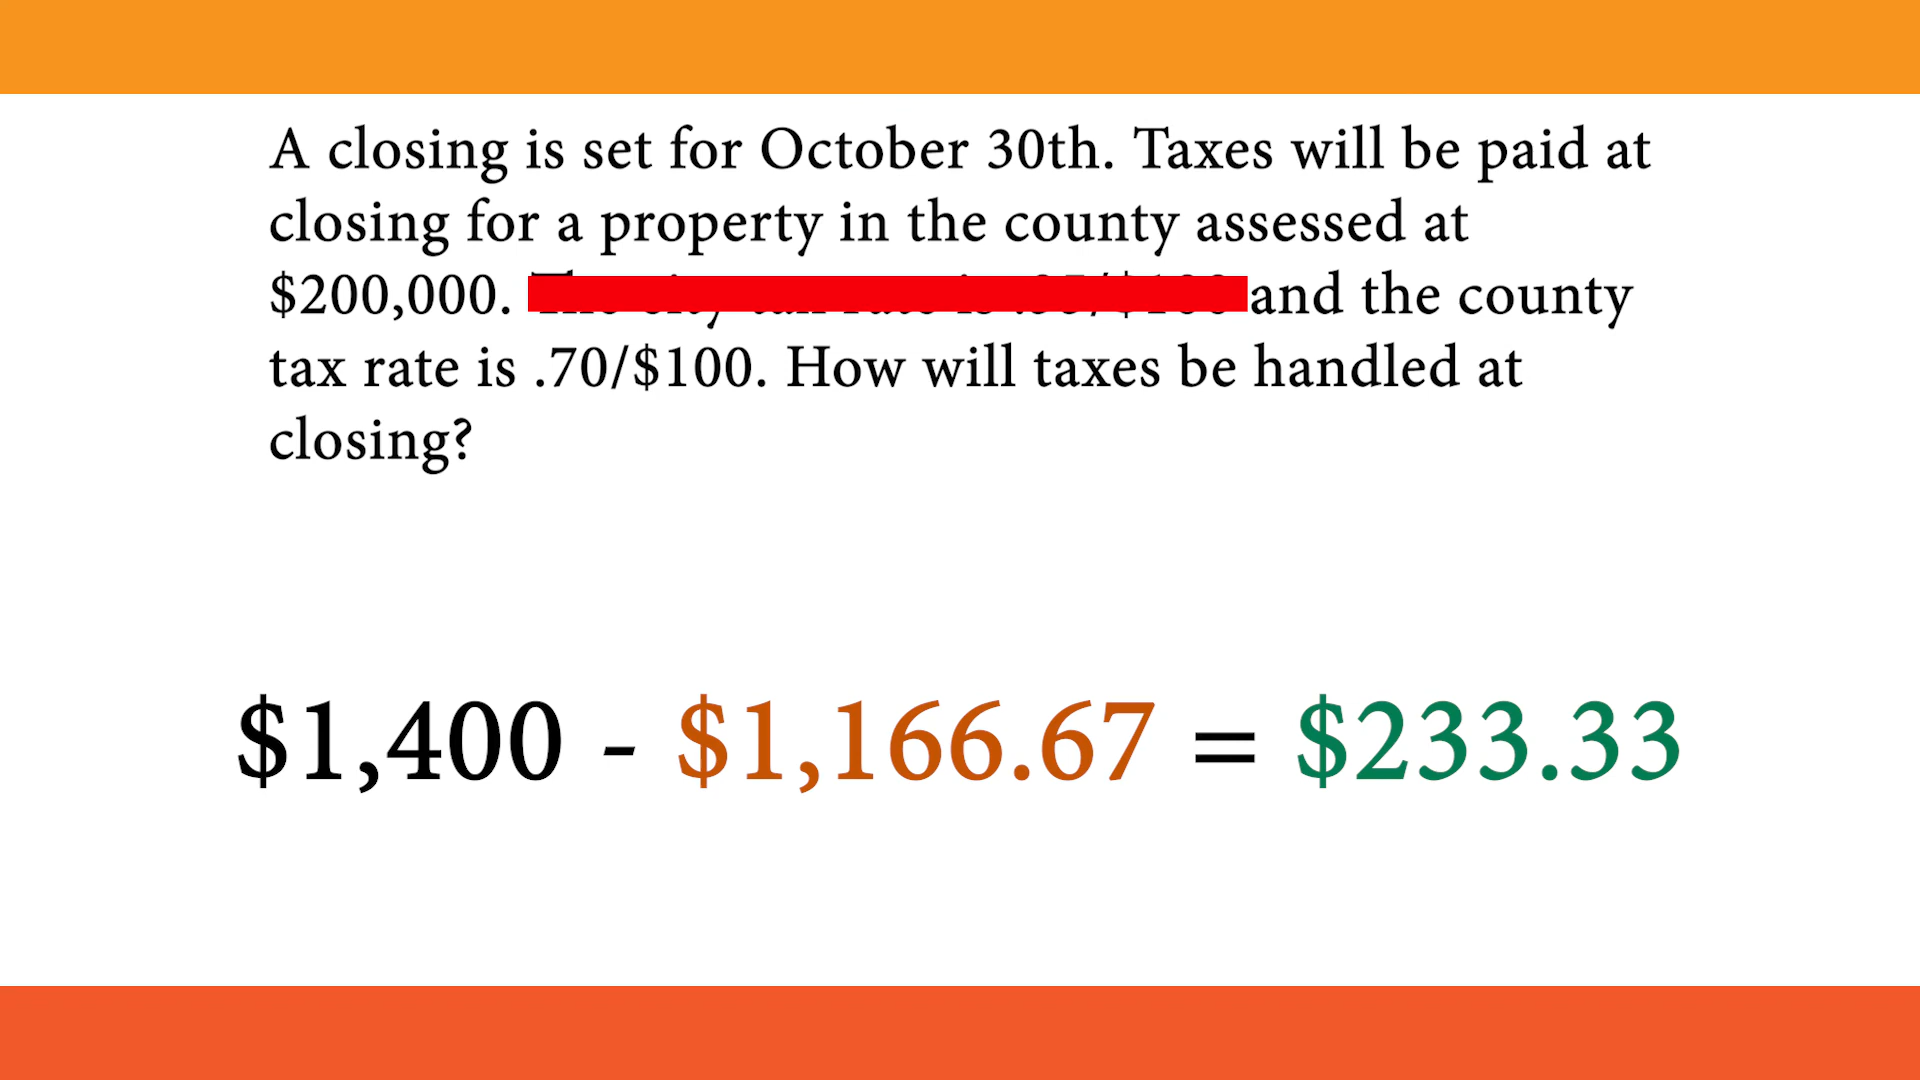 A closing is set for October 30th. Taxes will be paid at
closing for a property in the county assessed at
$200,000. and the county
tax rate is .70/$100. How will taxes be handled at
closing?
$1,400 - $1,166.67 = $233.33